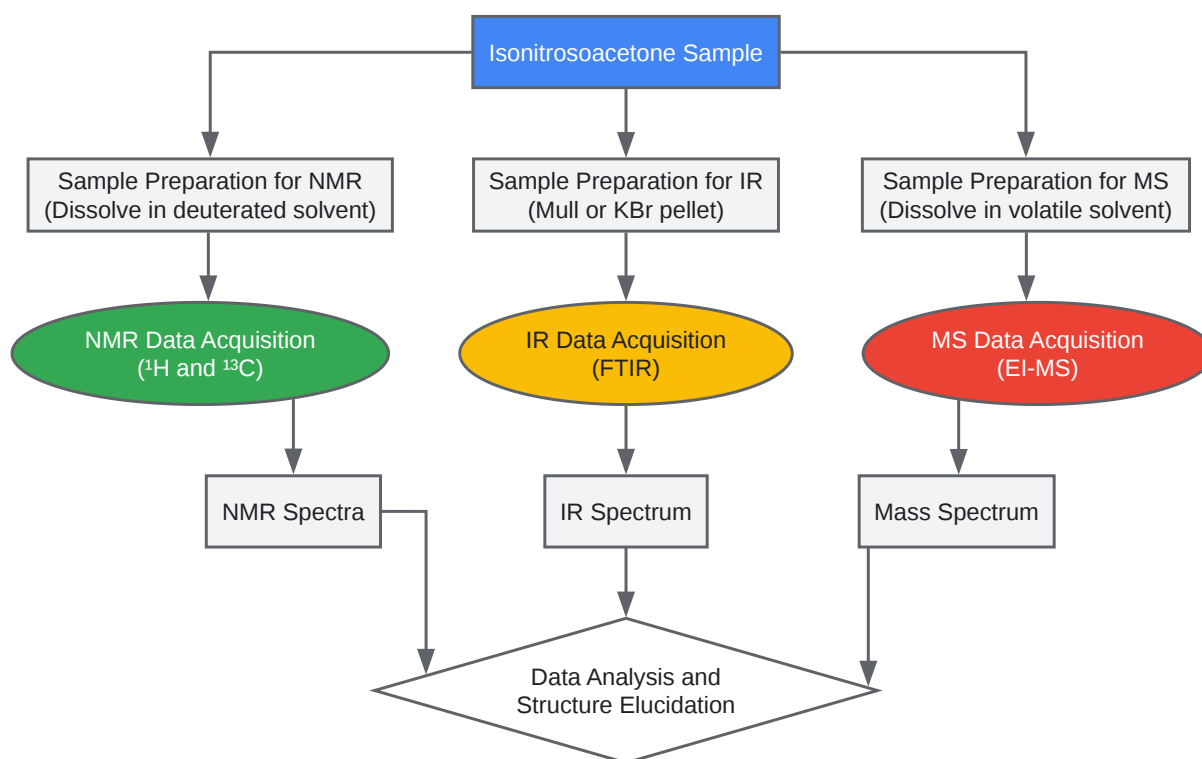 Isonitrosoacetone Sample
Sample Preparation for NMR
(Dissolve in deuterated solvent)
Sample Preparation for IR
(Mull or KBr pellet)
Sample Preparation for MS
(Dissolve in volatile solvent)
NMR Data Acquisition
(¹H and ¹³C)
IR Data Acquisition
(FTIR)
MS Data Acquisition
(EI-MS)
NMR Spectra
IR Spectrum
Mass Spectrum
Data Analysis and
Structure Elucidation